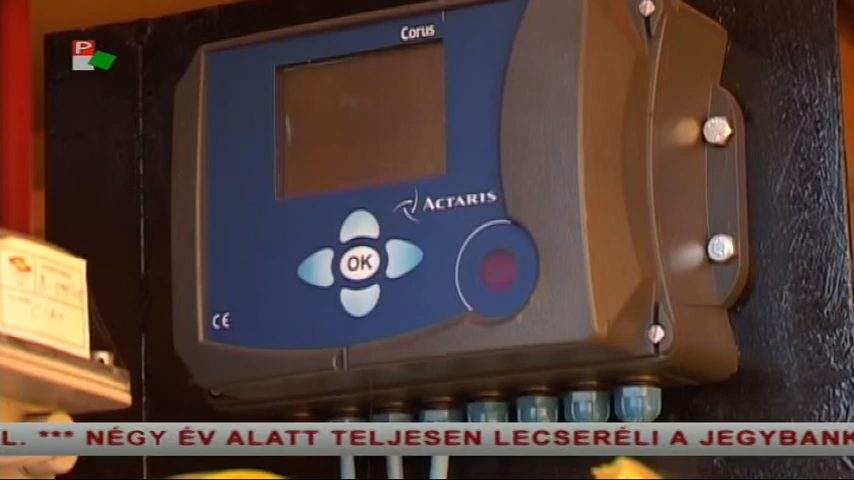 Corus
P
ACTARIS
OK
CE
L. *** NÉGY ÉV ALATT TELJESEN LECSERÉLI A JEGYBANK